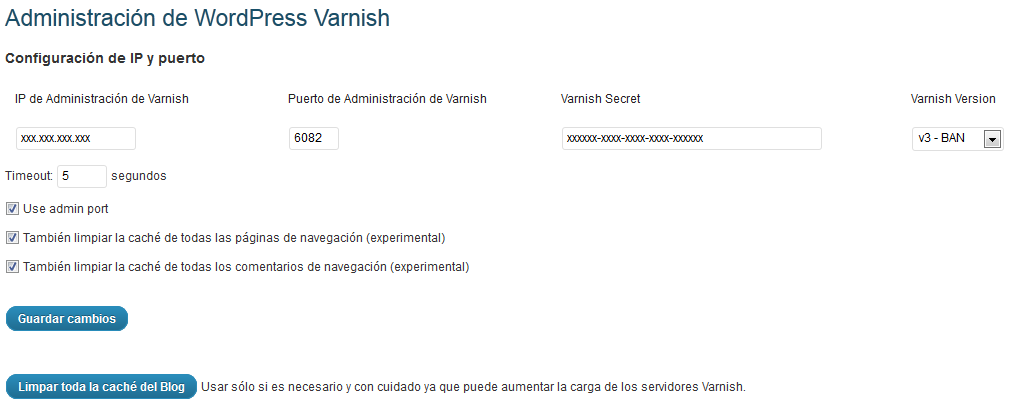 Administración de WordPress Varnish
Configuración de IP y puerto
IP de Administración de Varnish Puerto de Administración de Varnish Varnish Secret Varnish Version
xxx.xxx.xxx.xxx 6082 xxxxxx-xxxx-xxxx-xxxx-xxxxxx v3 - BAN
Timeout: 5 segundos
Use admin port
También limpiar la caché de todas las páginas de navegación (experimental)
También limpiar la caché de todas los comentarios de navegación (experimental)
Guardar cambios
Limpar toda la caché del Blog Usar sólo si es necesario y con cuidado ya que puede aumentar la carga de los servidores Varnish.